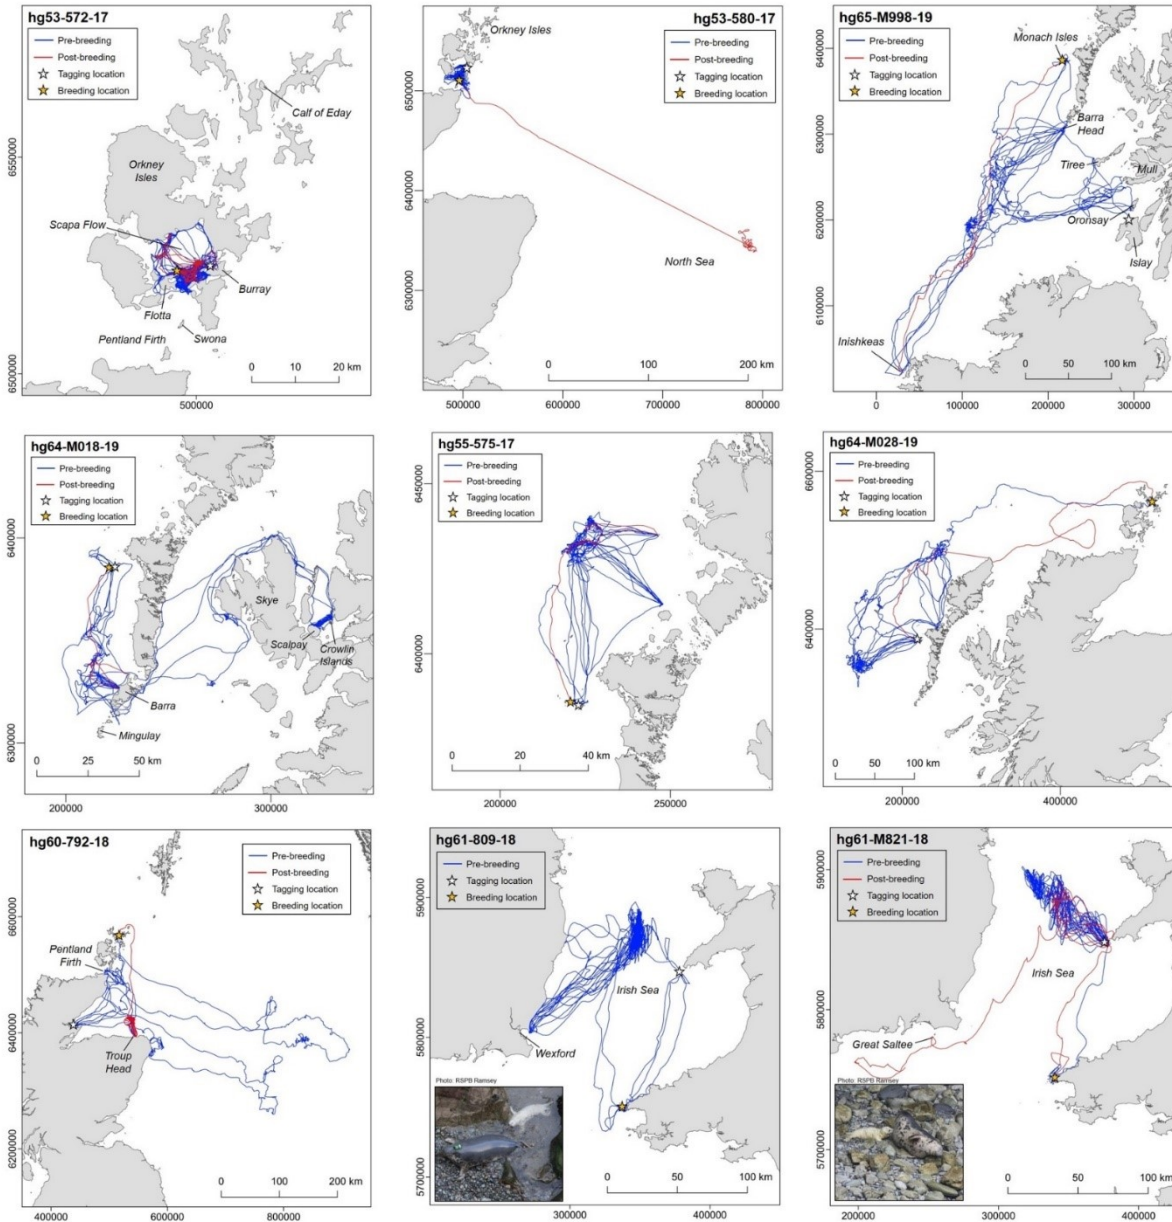 hg53-572-17
Pre-breeding
Post-breeding
Tagging location
Breeding location
Calf of Eday
Orkney
Isles
Scapa Flow
Burray
Flotta
Swona
Pentland Firth
0 10 20 km
6550000
6500000
500000
hg53-580-17
Orkney Isles
Pre-breeding
Post-breeding
Tagging location
Breeding location
North Sea
0 100 200 km
6500000
6400000
6300000
500000 600000 700000 800000
hg65-M998-19
Pre-breeding
Post-breeding
Tagging location
Breeding location
Monach Isles
Barra
Head
Tiree
Mull
Oronsay
Islay
Inishkeas
0 50 100 km
6400000
6300000
6200000
6100000
0 100000 200000 300000
hg64-M018-19
Pre-breeding
Post-breeding
Tagging location
Breeding location
Skye
Scalpay
Crowlin
Islands
Barra
Mingulay
0 25 50 km
6400000
6300000
200000 300000
hg55-575-17
Pre-breeding
Post-breeding
Tagging location
Breeding location
0 20 40 km
6450000
6400000
200000 250000
hg64-M028-19
Pre-breeding
Post-breeding
Tagging location
Breeding location
0 50 100 km
6600000
6400000
200000 400000
hg60-792-18
Pre-breeding
Post-breeding
Tagging location
Breeding location
Pentland
Firth
Troup
Head
0 100 200 km
6600000
6400000
6200000
400000 600000 800000
hg61-809-18
Pre-breeding
Post-breeding
Tagging location
Breeding location
Irish Sea
Wexford
Photo: RSPB Ramsey
0 50 100 km
5900000
5800000
5700000
300000 400000
hg61-M821-18
Pre-breeding
Post-breeding
Tagging location
Breeding location
Irish Sea
Great Saltee
Photo: RSPB Ramsey
0 50 100 km
5900000
5800000
5700000
200000 300000 400000